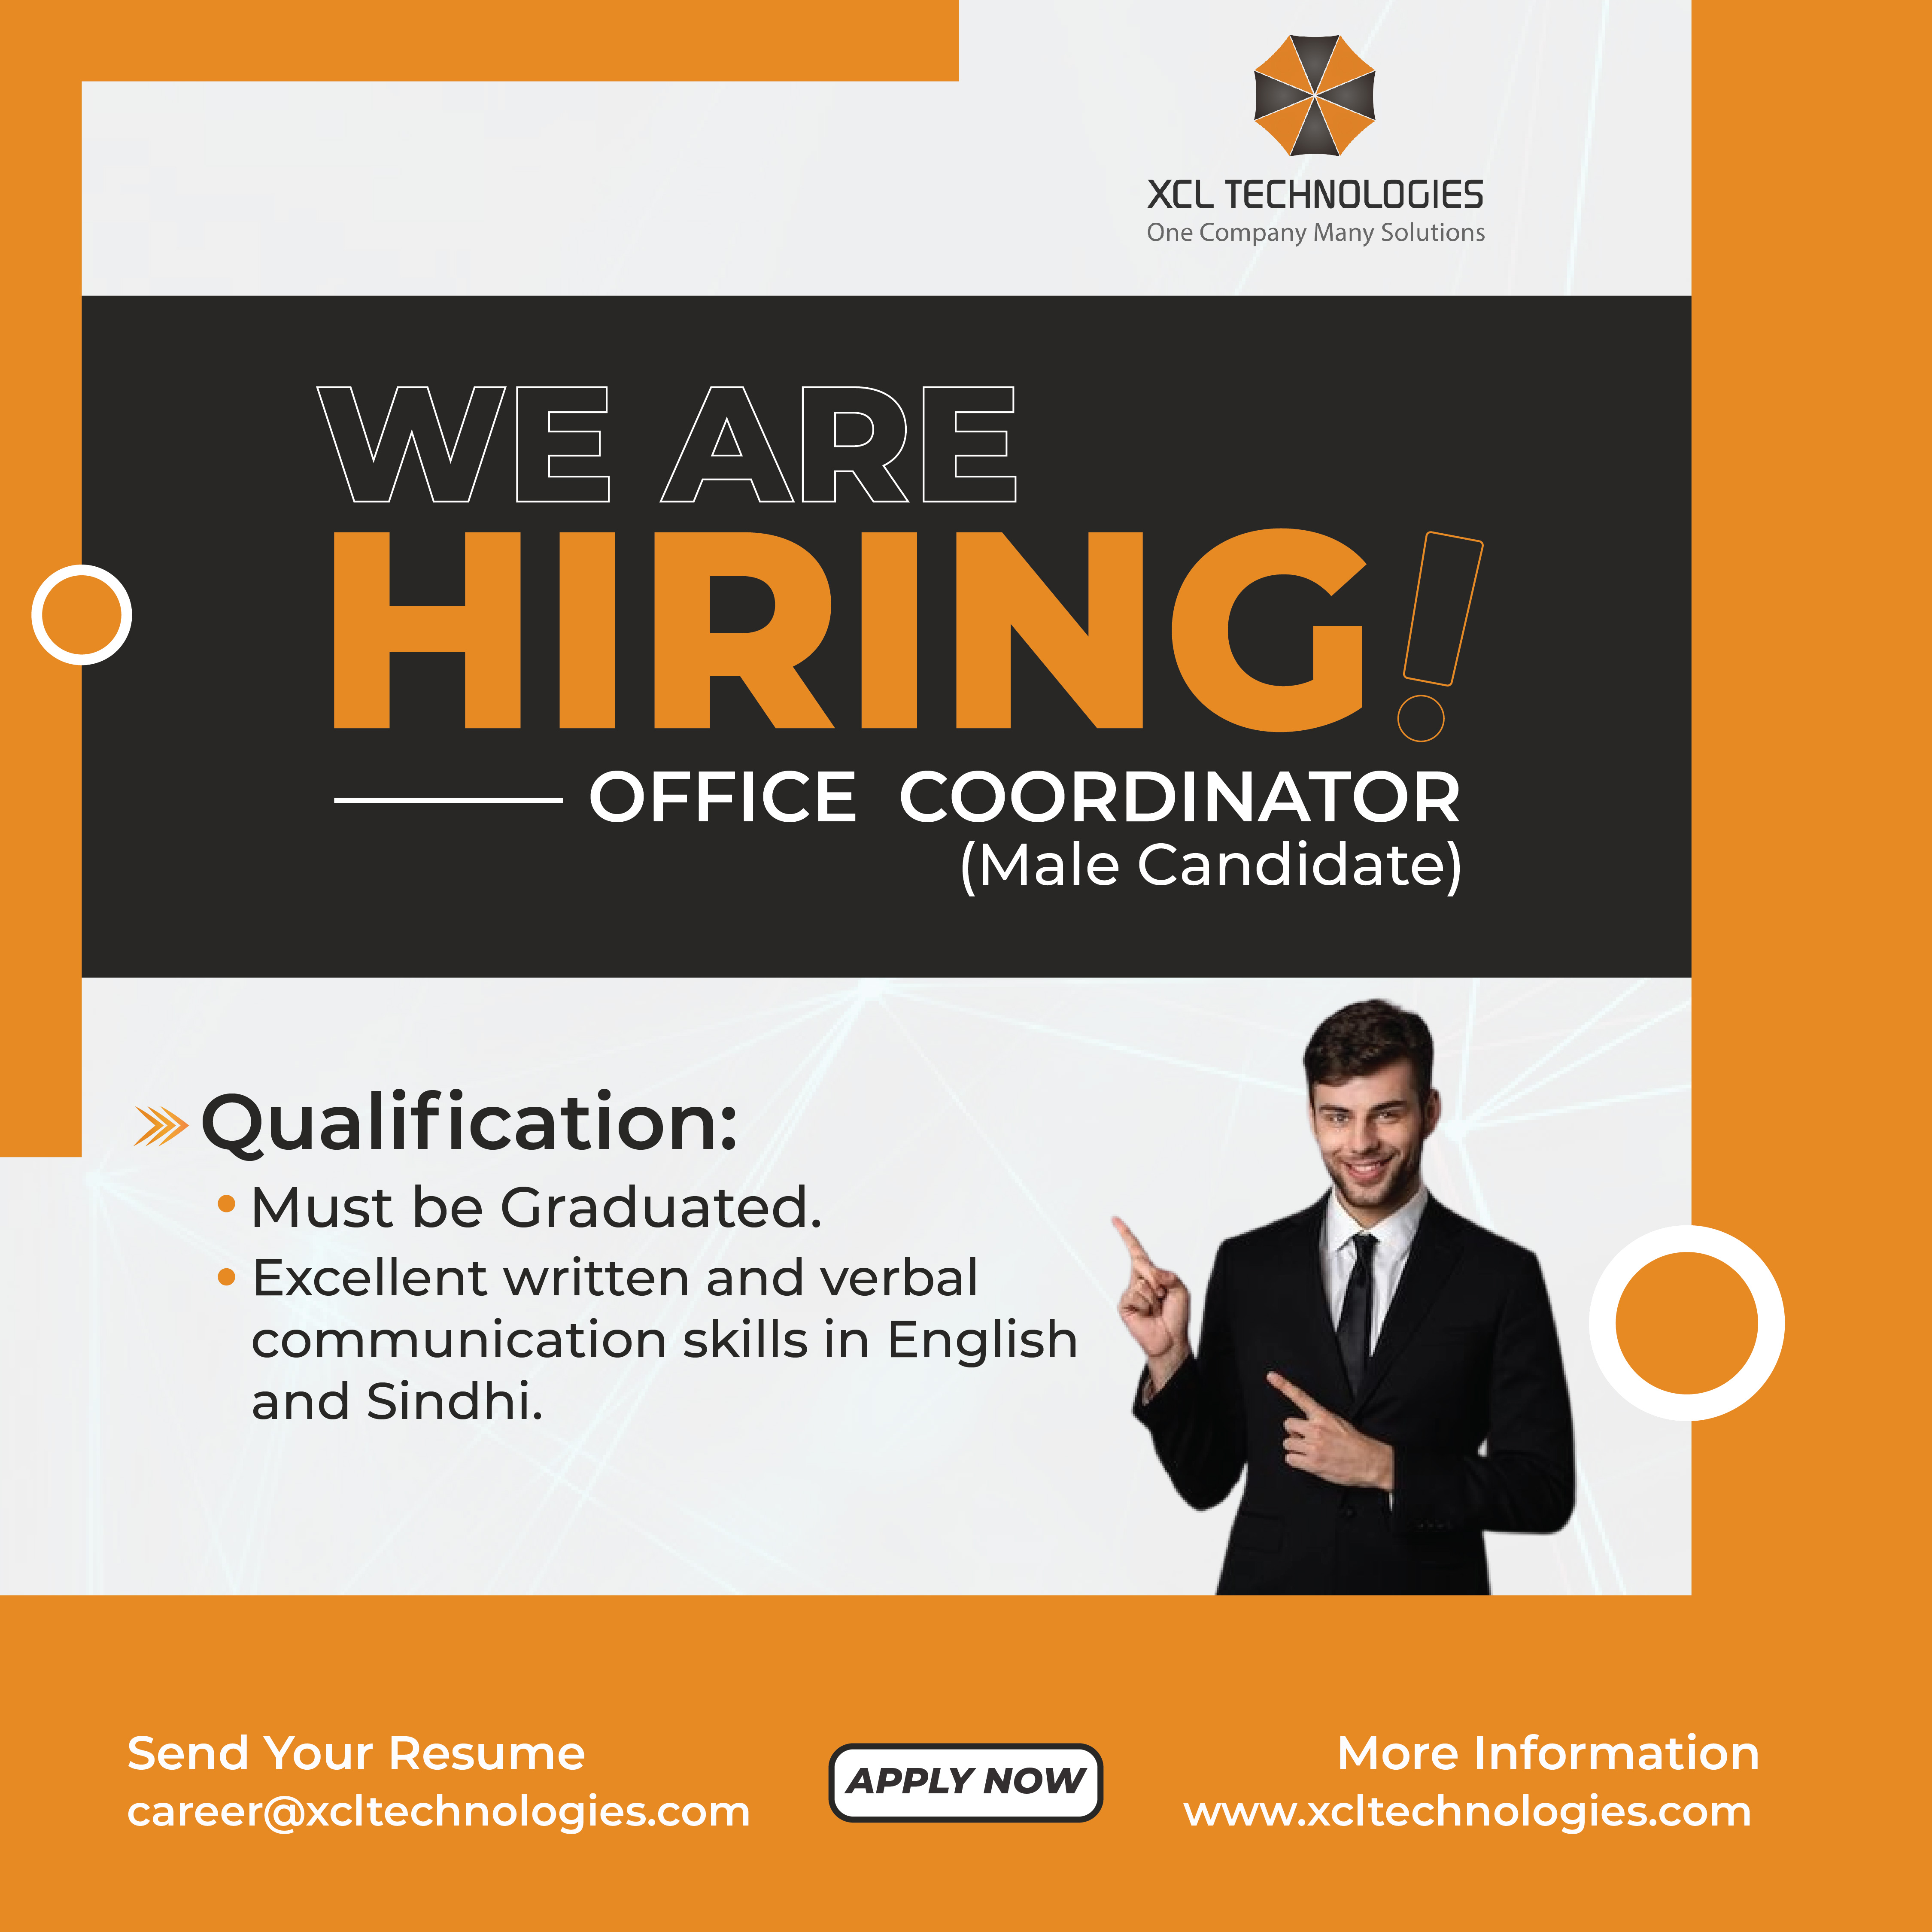 XCL TECHNOLOGIES
One Company Many Solutions
WE ARE
HIRING!
OFFICE COORDINATOR
(Male Candidate)
Qualification:
• Must be Graduated.
• Excellent written and verbal
communication skills in English
and Sindhi.
Send Your Resume
career@xcltechnologies.com
APPLY NOW
More Information
www.xcltechnologies.com